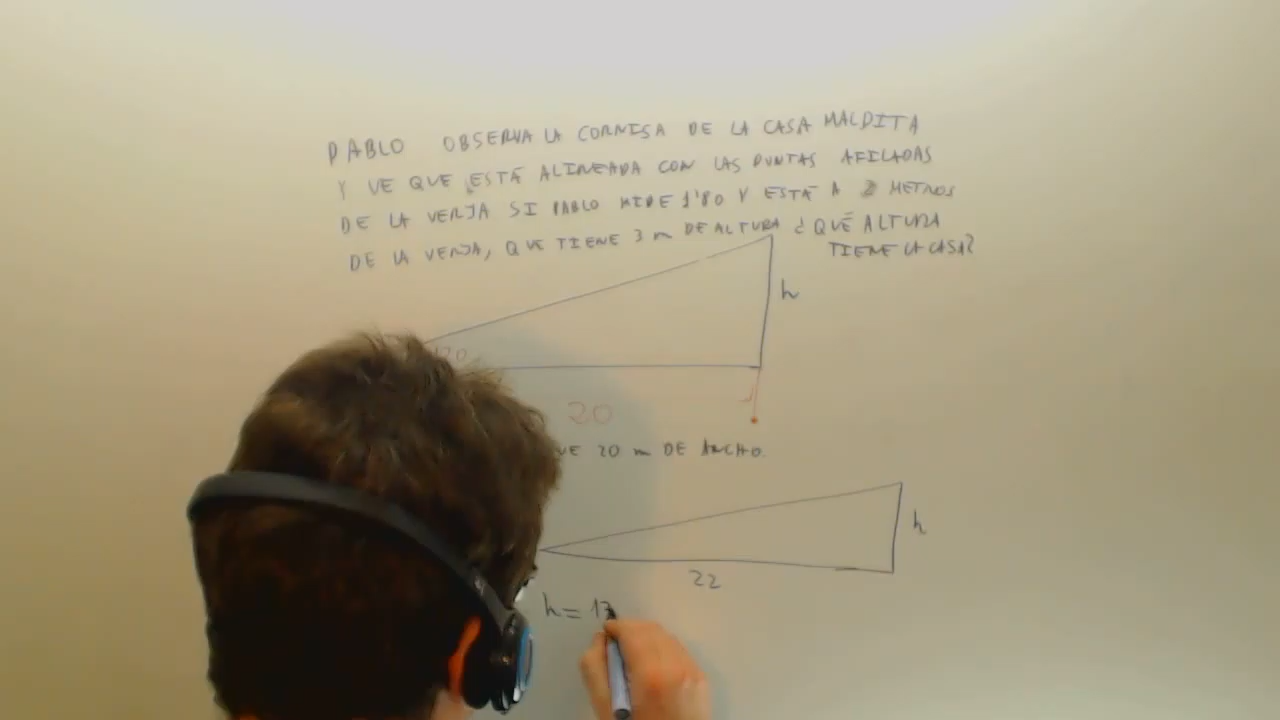 PABLO OBSERVA LA CORNISA DE LA CASA MALDITA
Y VE QUE ESTÁ ALINEADA CON LAS PUNTAS AFILADAS
DE LA VERJA SI PABLO MIDE 1'80 Y ESTÁ A 2 METROS
DE LA VERJA, QUE TIENE 3 m DE ALTURA ¿QUÉ ALTURA
TIENE LA CASA?
h
20
UE 20 m DE ANCHO.
h
22
h =